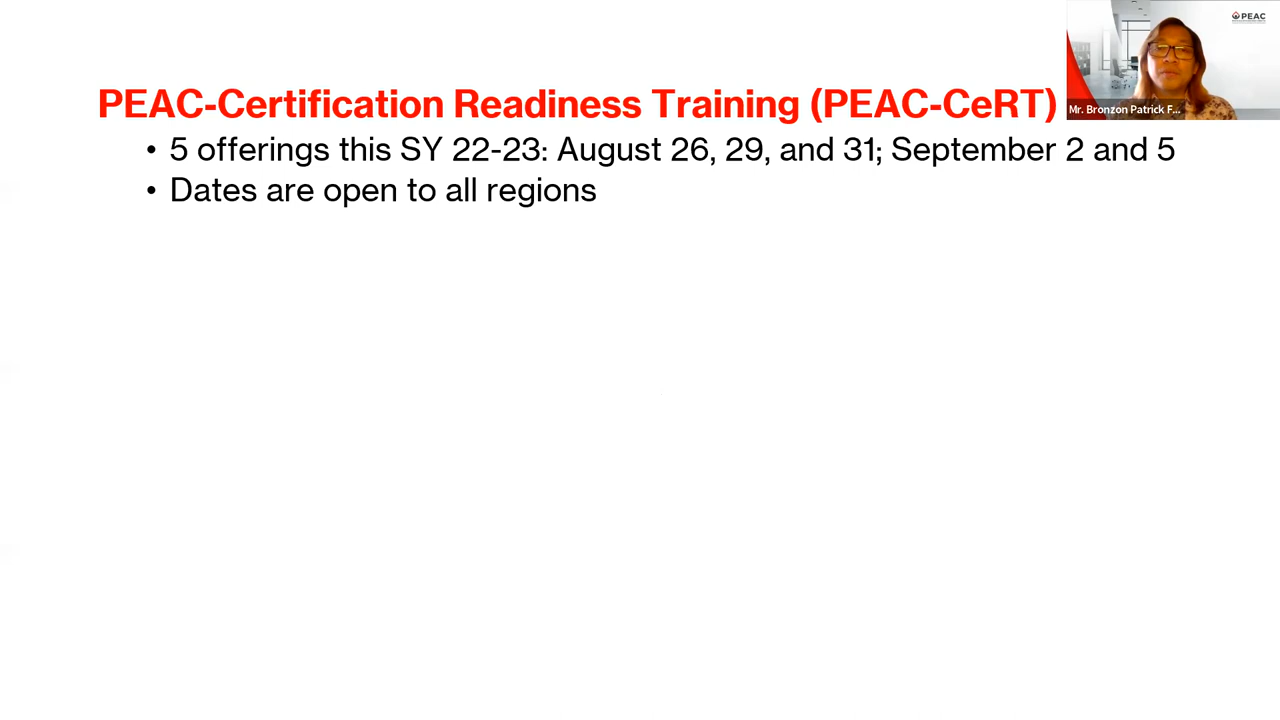 PEAC
PEAC-Certification Readiness Training (PEAC-CeRT)
Mr. Bronzon Patrick F...
• 5 offerings this SY 22-23: August 26, 29, and 31; September 2 and 5
• Dates are open to all regions